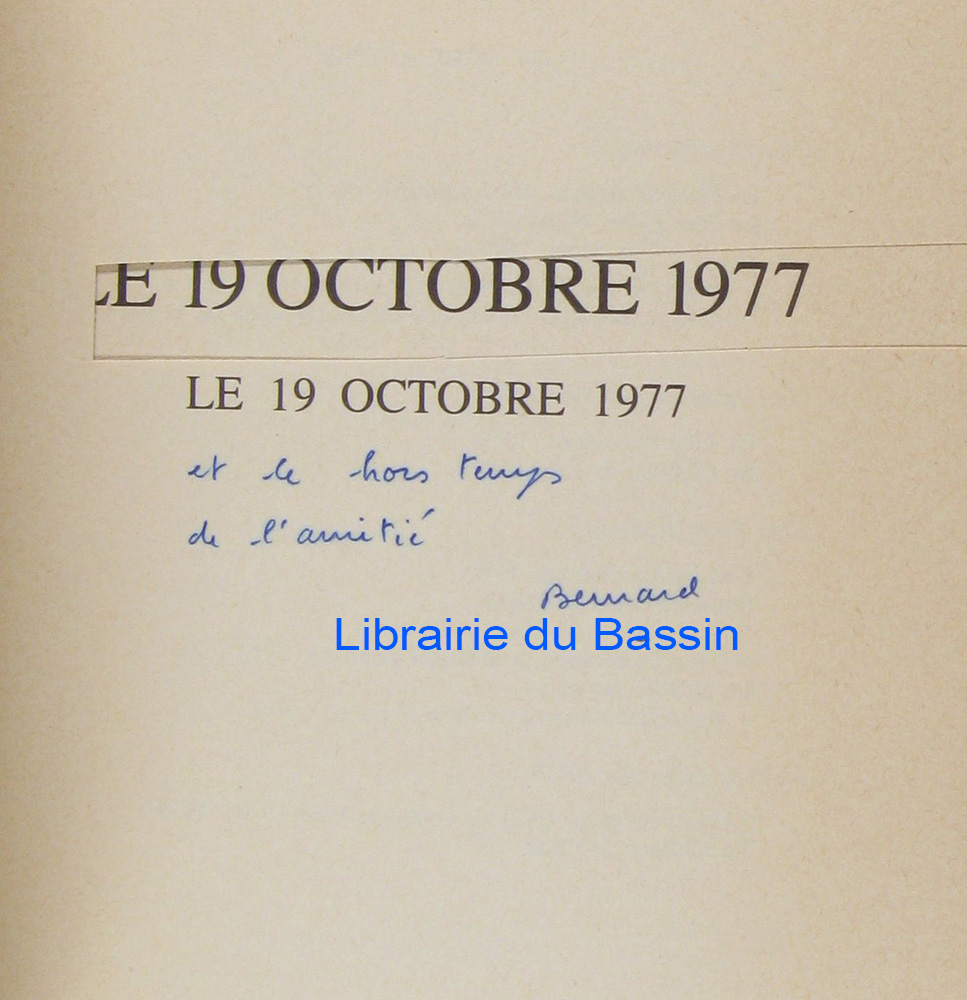 LE 19 OCTOBRE 1977
LE 19 OCTOBRE 1977
et le hors temps
de l'amitié
Bernard
Librairie du Bassin